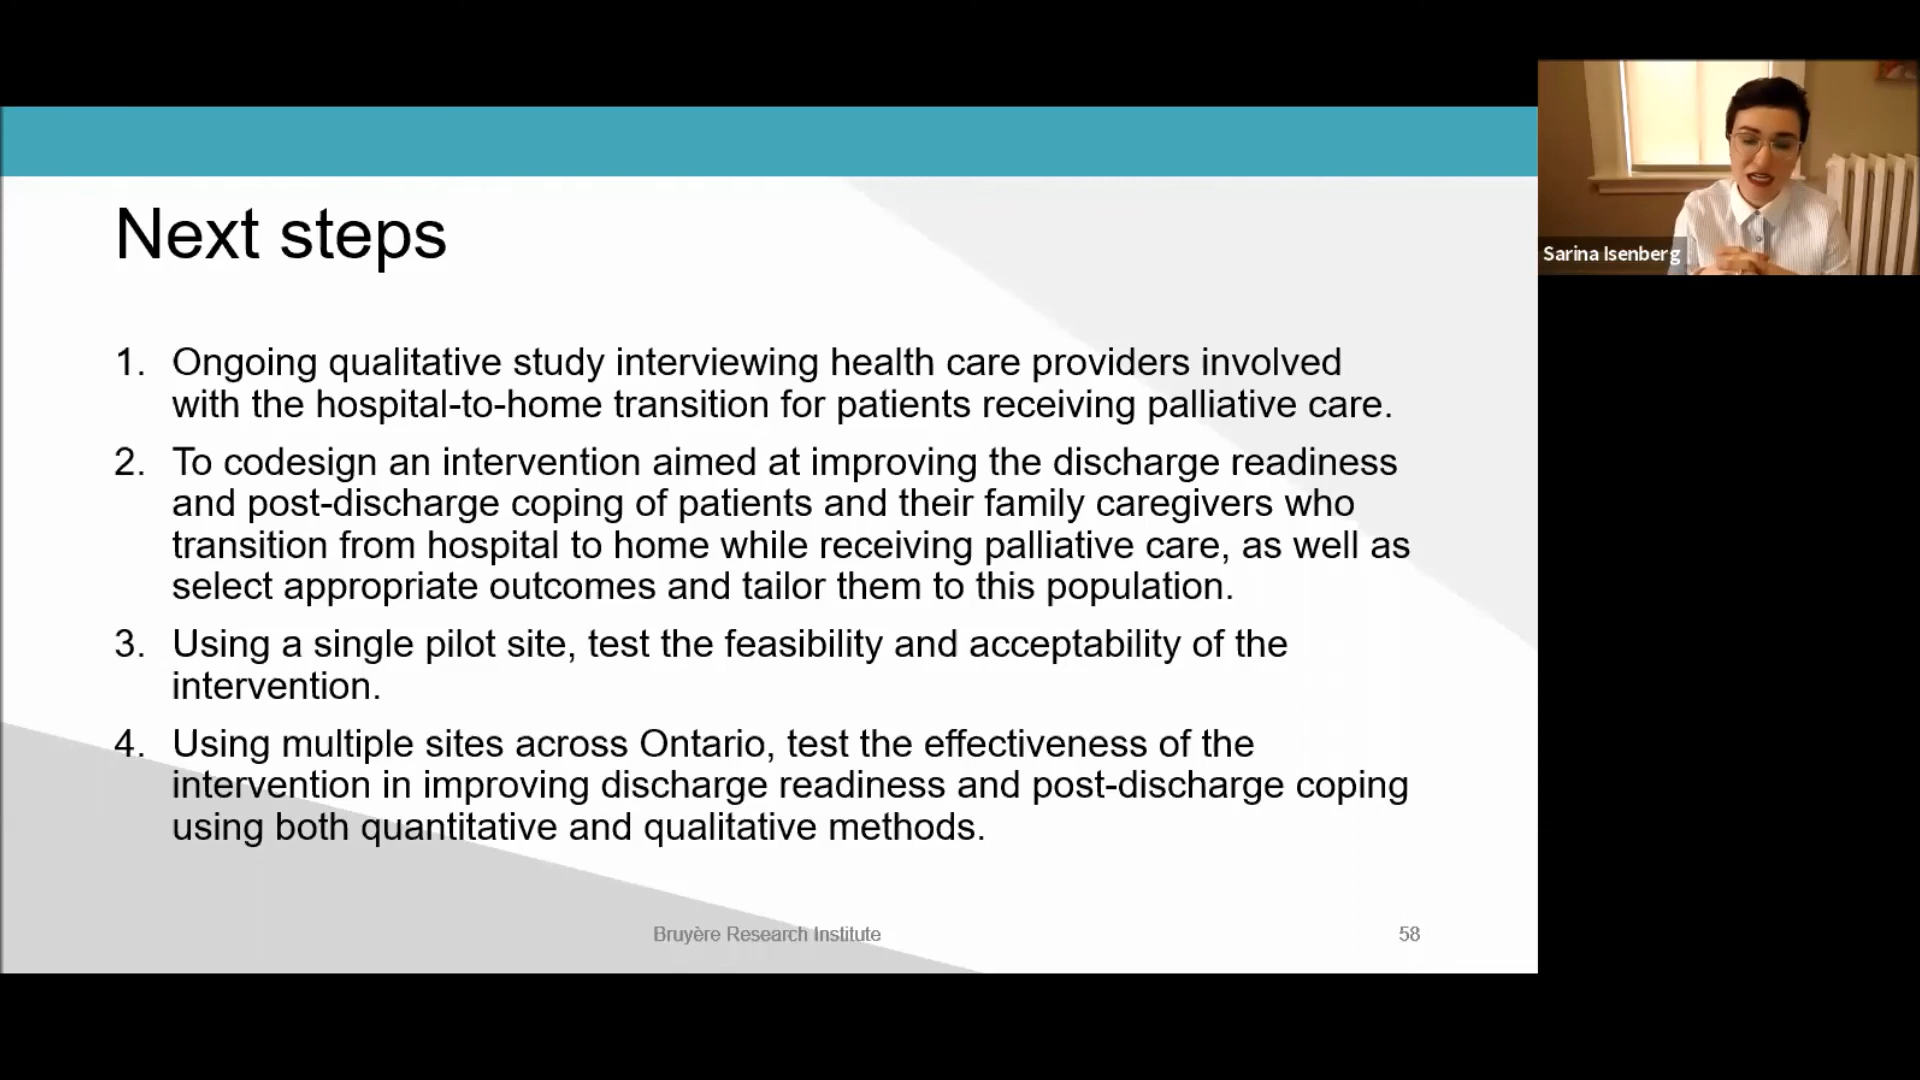 Next steps
1. Ongoing qualitative study interviewing health care providers involved
with the hospital-to-home transition for patients receiving palliative care.
2. To codesign an intervention aimed at improving the discharge readiness
and post-discharge coping of patients and their family caregivers who
transition from hospital to home while receiving palliative care, as well as
select appropriate outcomes and tailor them to this population.
3. Using a single pilot site, test the feasibility and acceptability of the
intervention.
4. Using multiple sites across Ontario, test the effectiveness of the
intervention in improving discharge readiness and post-discharge coping
using both quantitative and qualitative methods.
Bruyère Research Institute
58
Sarina Isenberg